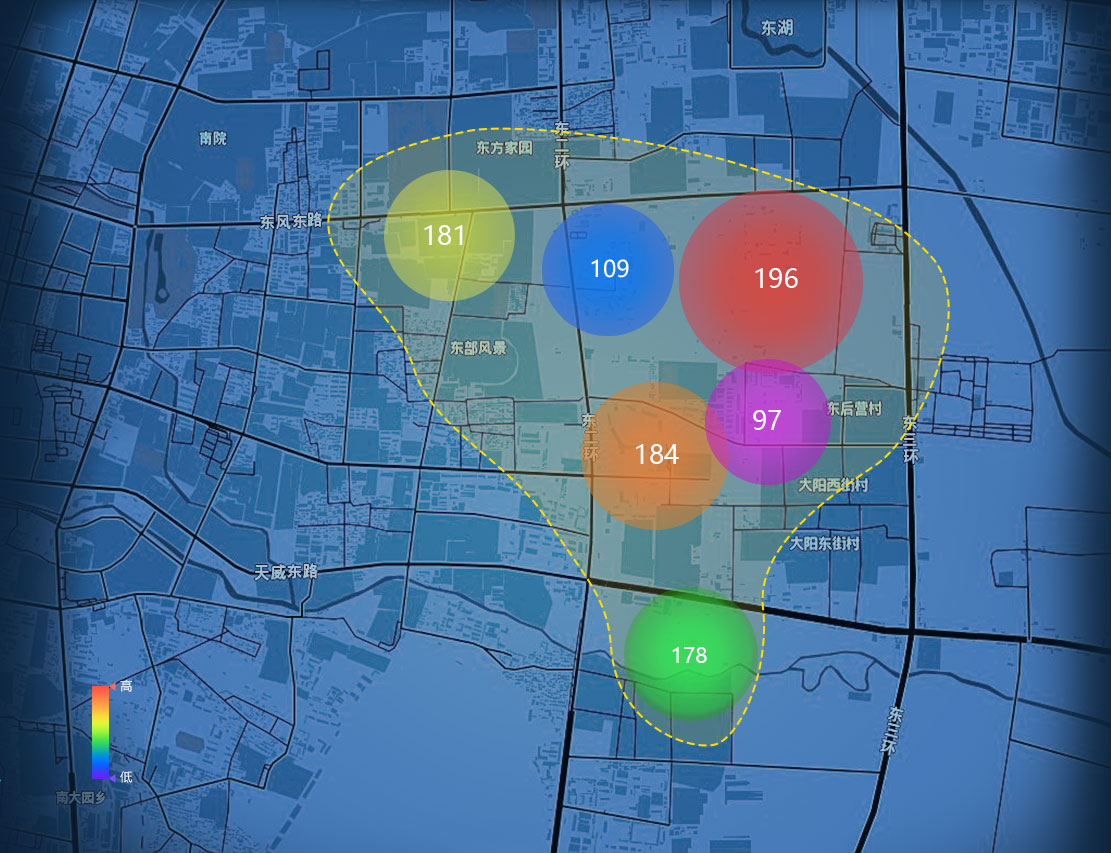 东湖
东二环
南院
东方家园
东风东路
181
109
196
东部风景
97
东后营村
东二环
东三环
184
大阳西街村
大阳东街村
天威东路
178
高
低
东三环
南大园乡